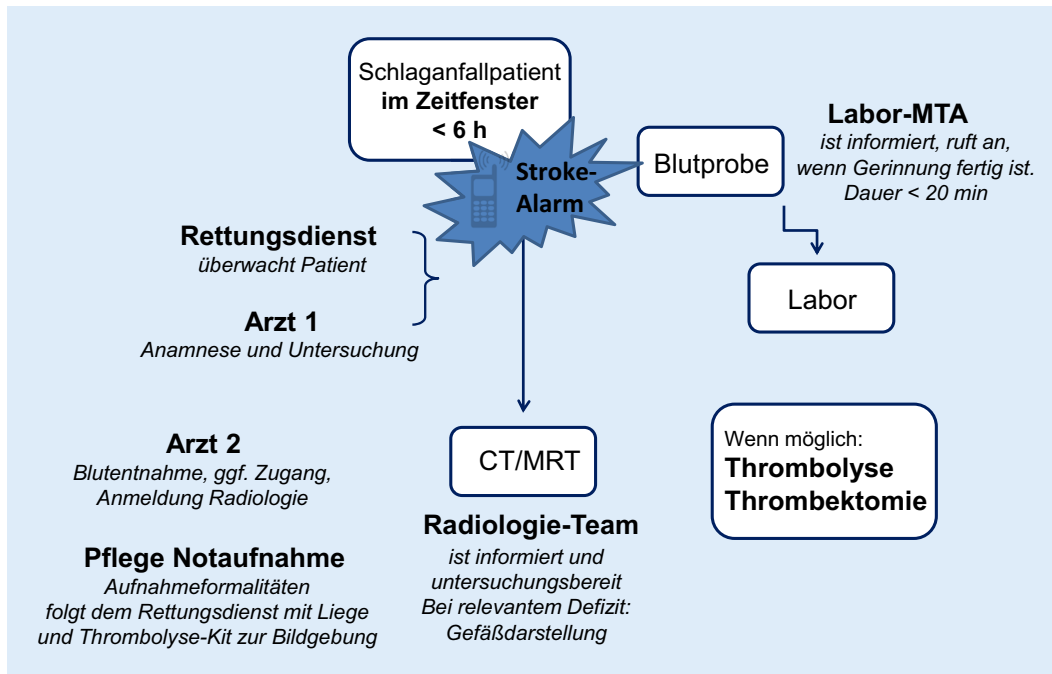 Schlaganfallpatient
im Zeitfenster
< 6 h
Stroke-
Alarm
Blutprobe
Labor-MTA
ist informiert, ruft an,
wenn Gerinnung fertig ist.
Dauer < 20 min
Rettungsdienst
überwacht Patient
Arzt 1
Anamnese und Untersuchung
Labor
Arzt 2
Blutentnahme, ggf. Zugang,
Anmeldung Radiologie
Pflege Notaufnahme
Aufnahmeformalitäten
folgt dem Rettungsdienst mit Liege
und Thrombolyse-Kit zur Bildgebung
CT/MRT
Radiologie-Team
ist informiert und
untersuchungsbereit
Bei relevantem Defizit:
Gefäßdarstellung
Wenn möglich:
Thrombolyse
Thrombektomie